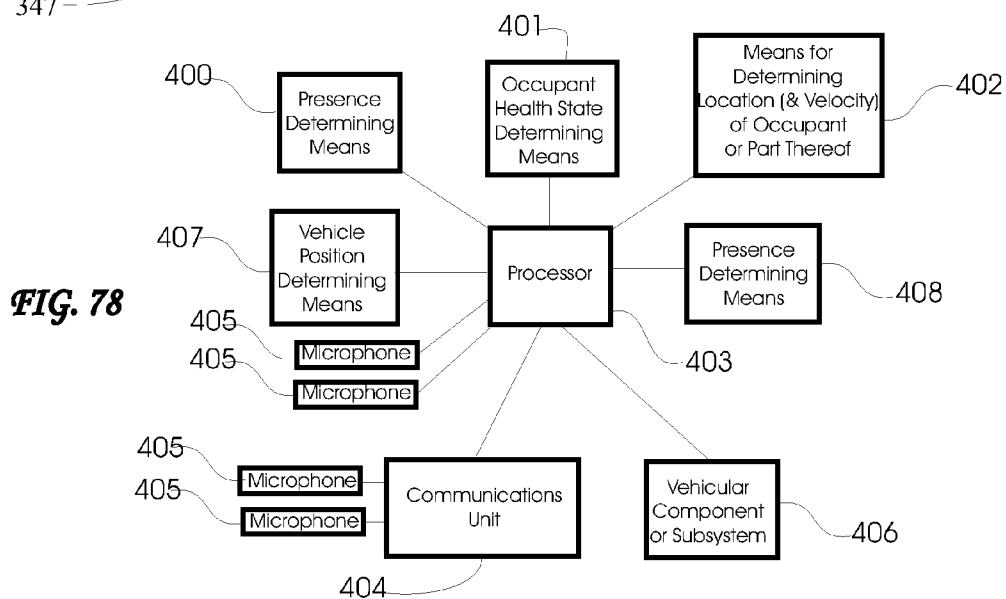 347
401
400
Presence
Determining
Means
Occupant
Health State
Determining
Means
Means for
Determining
Location (& Velocity)
of Occupant
or Part Thereof
402
407
Vehicle
Position
Determining
Means
Processor
Presence
Determining
Means
408
FIG. 78
405
Microphone
405
Microphone
403
405
Microphone
405
Microphone
Communications
Unit
404
Vehicular
Component
or Subsystem
406